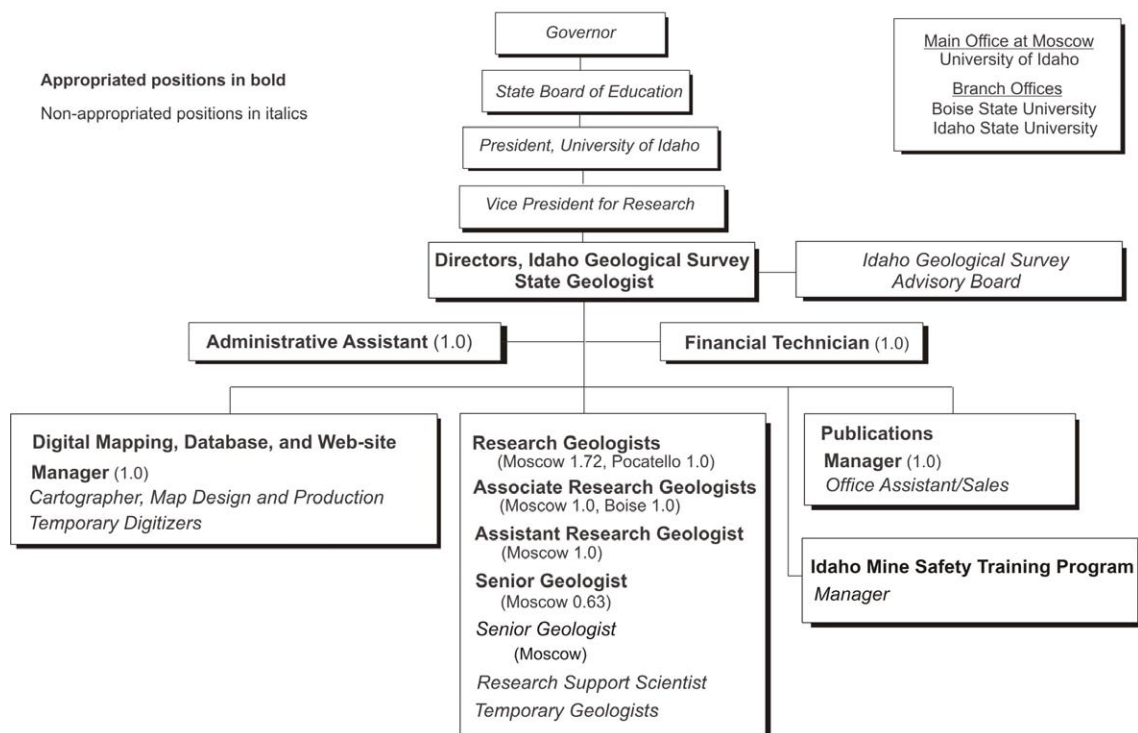 Governor
Main Office at Moscow
University of Idaho
Branch Offices
Boise State University
Idaho State University
Appropriated positions in bold
Non-appropriated positions in italics
State Board of Education
President, University of Idaho
Vice President for Research
Directors, Idaho Geological Survey
State Geologist
Idaho Geological Survey
Advisory Board
Administrative Assistant (1.0)
Financial Technician (1.0)
Digital Mapping, Database, and Web-site
Manager (1.0)
Cartographer, Map Design and Production
Temporary Digitizers
Research Geologists
(Moscow 1.72, Pocatello 1.0)
Associate Research Geologists
(Moscow 1.0, Boise 1.0)
Assistant Research Geologist
(Moscow 1.0)
Senior Geologist
(Moscow 0.63)
Senior Geologist
(Moscow)
Research Support Scientist
Temporary Geologists
Publications
Manager (1.0)
Office Assistant/Sales
Idaho Mine Safety Training Program
Manager